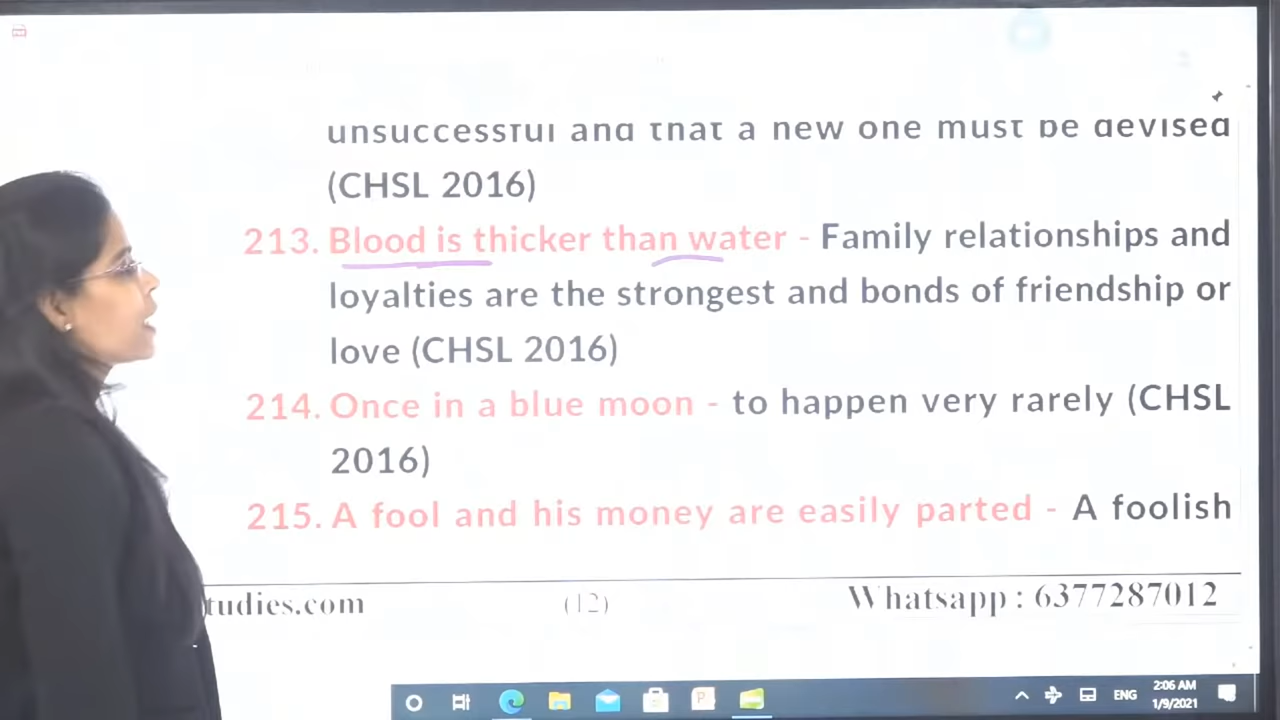 unsuccessful and that a new one must be devised
(CHSL 2016)
213. Blood is thicker than water - Family relationships and
loyalties are the strongest and bonds of friendship or
love (CHSL 2016)
214. Once in a blue moon - to happen very rarely (CHSL
2016)
215. A fool and his money are easily parted - A foolish
tudies.com (12) Whatsapp : 6377287012
ENG 2:06 AM
1/9/2021